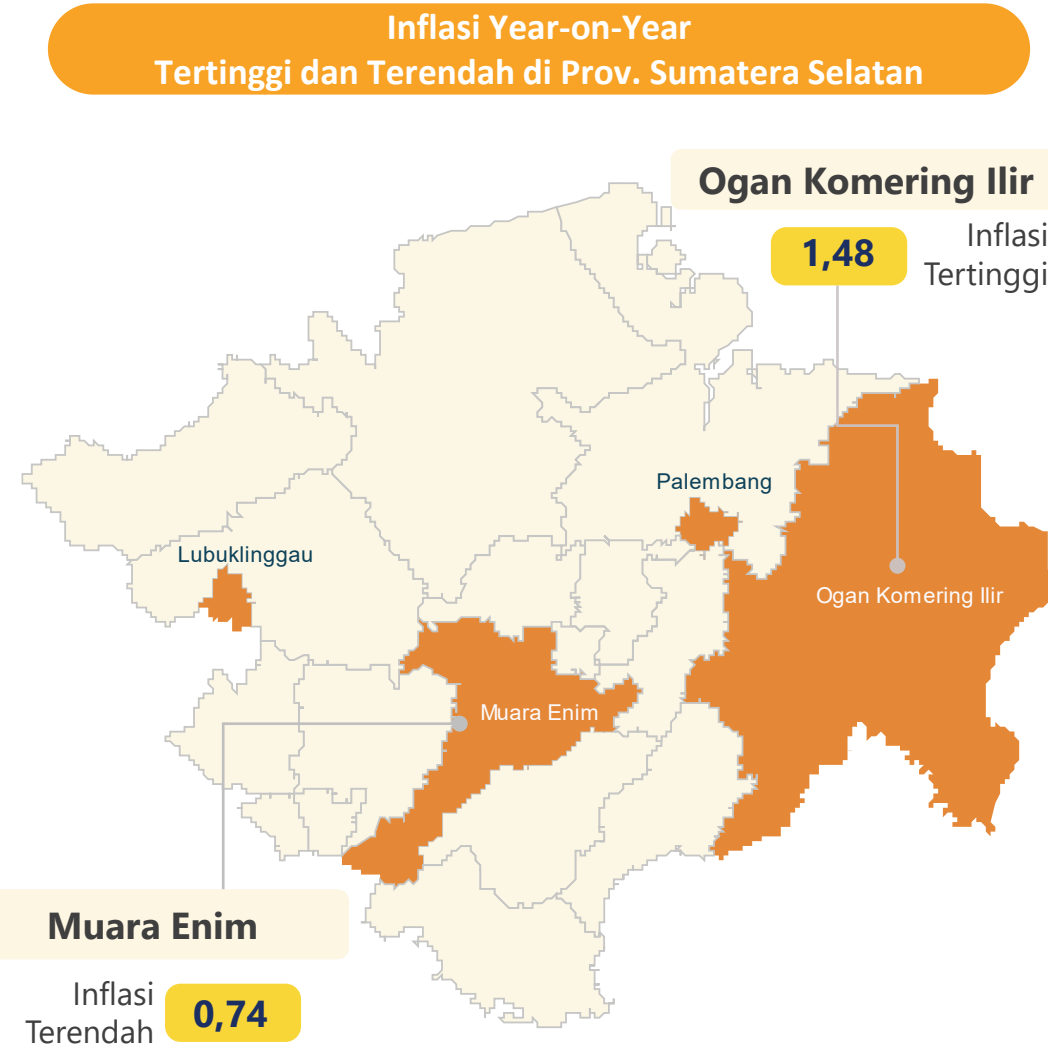 Inflasi Year-on-Year
Tertinggi dan Terendah di Prov. Sumatera Selatan
Ogan Komering Ilir
1,48
Inflasi
Tertinggi
Palembang
Lubuklinggau
Ogan Komering Ilir
Muara Enim
Muara Enim
Inflasi
Terendah
0,74